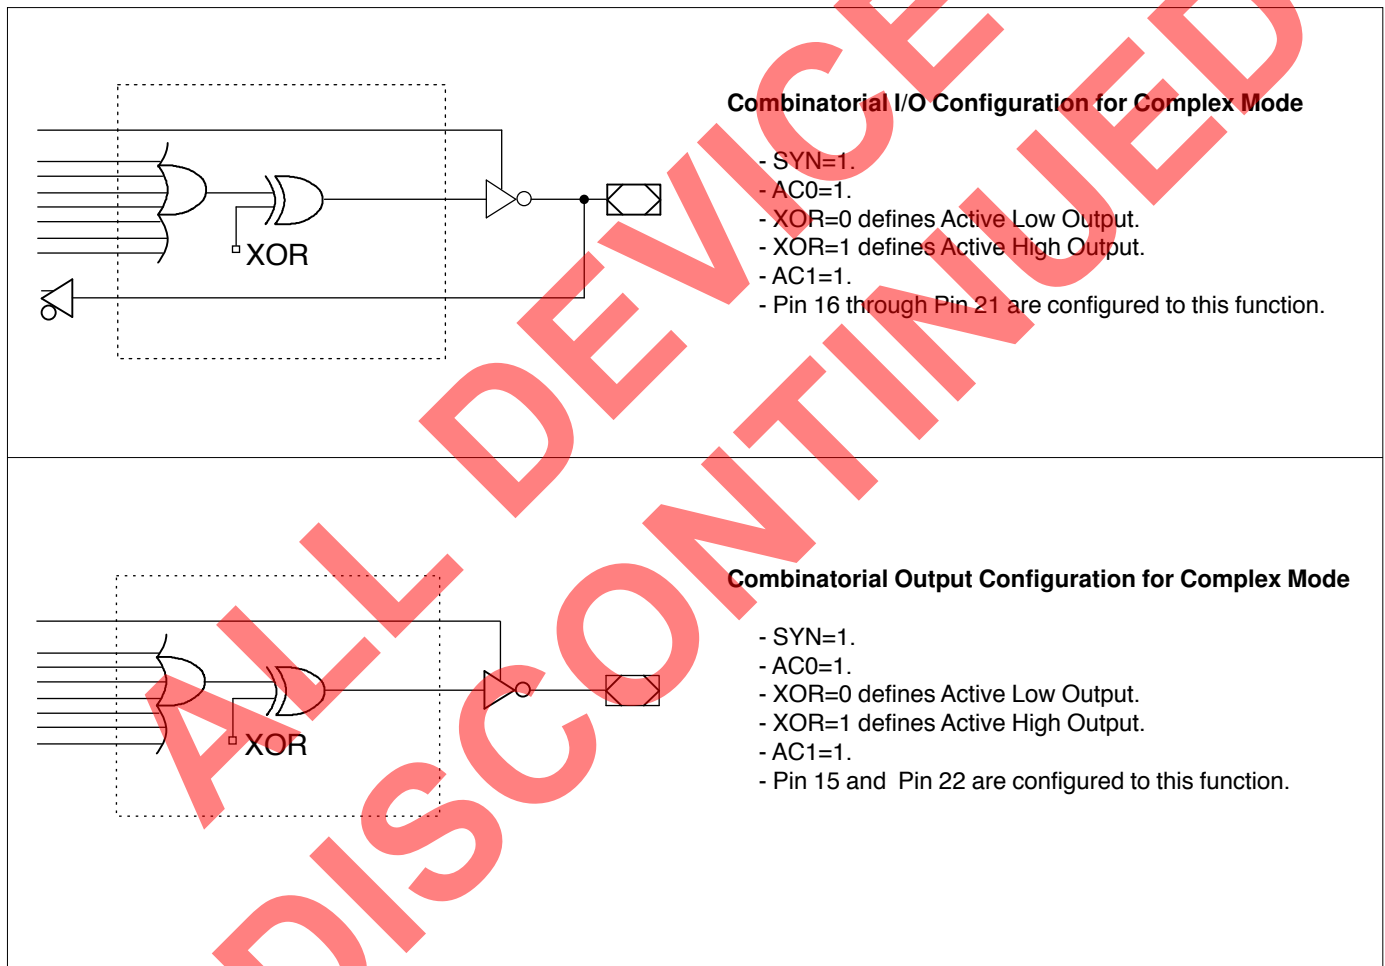 Combinatorial I/O Configuration for Complex Mode
- SYN=1.
- AC0=1.
- XOR=0 defines Active Low Output.
- XOR=1 defines Active High Output.
- AC1=1.
- Pin 16 through Pin 21 are configured to this function.
XOR
Combinatorial Output Configuration for Complex Mode
- SYN=1.
- AC0=1.
- XOR=0 defines Active Low Output.
- XOR=1 defines Active High Output.
- AC1=1.
- Pin 15 and  Pin 22 are configured to this function.
XOR
ALL DEVICE
DISCONTINUED